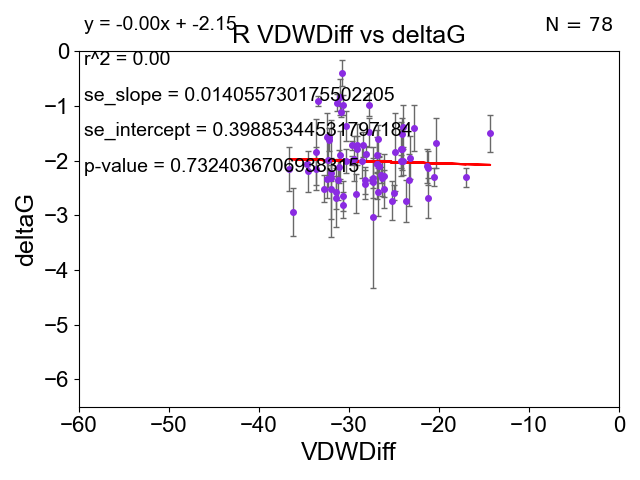 y = -0.00x + -2.15
N = 78
R VDWDiff vs deltaG
r^2 = 0.00
se_slope = 0.014055730175502205
se_intercept = 0.39885344531797184
p-value = 0.7324036706938315
deltaG
0
−1
−2
−3
−4
−5
−6
−60
−50
−40
−30
−20
−10
0
VDWDiff